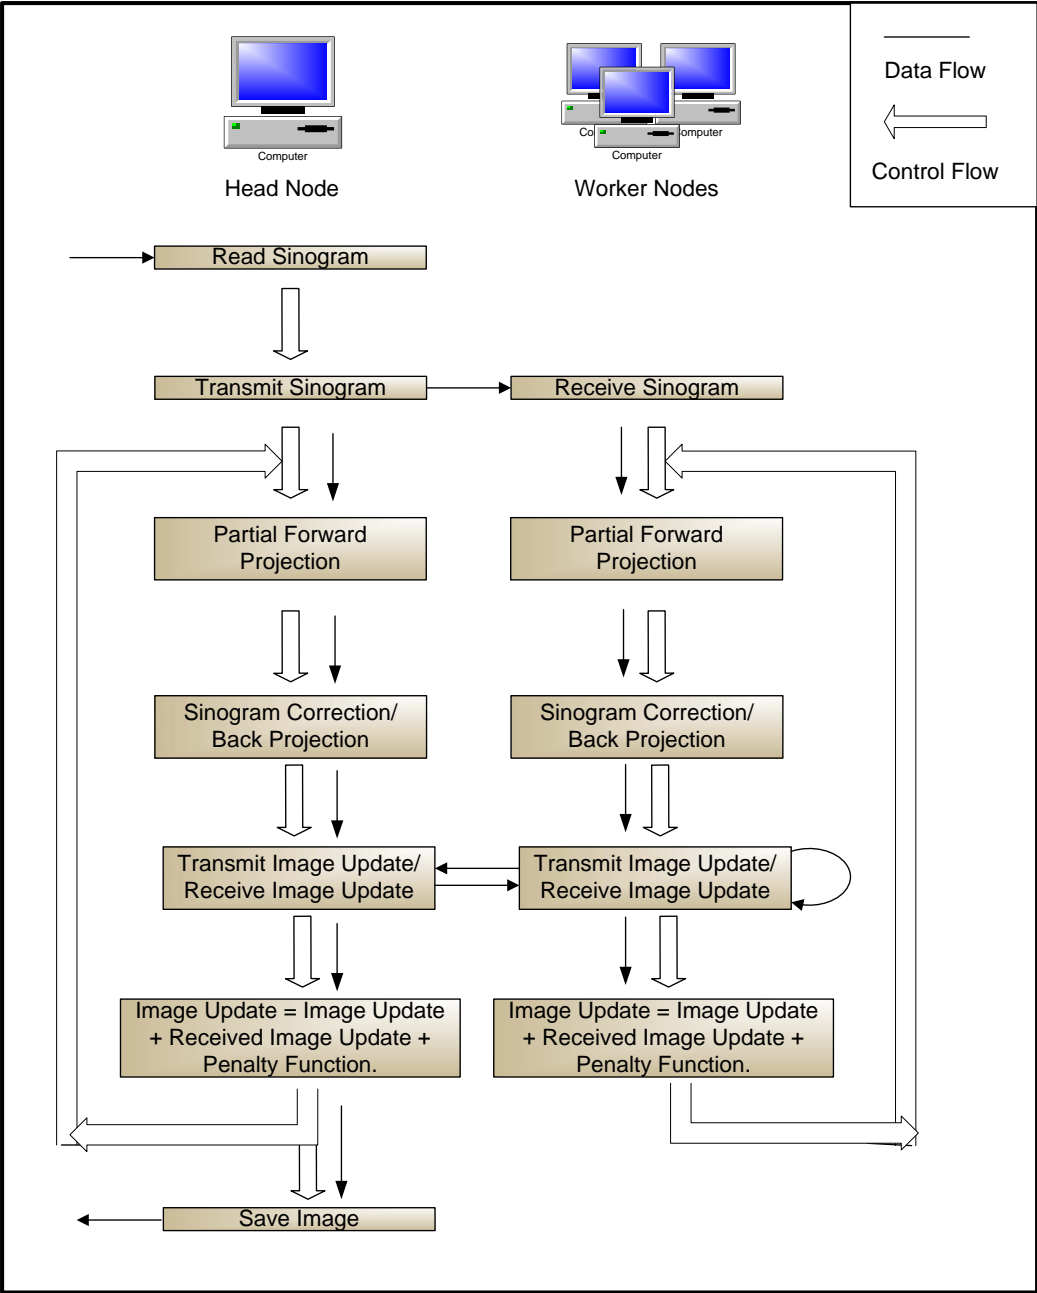 Data Flow
Control Flow
Computer
Head Node
Co
omputer
Computer
Worker Nodes
Read Sinogram
Transmit Sinogram
Receive Sinogram
Partial Forward
Projection
Partial Forward
Projection
Sinogram Correction/
Back Projection
Sinogram Correction/
Back Projection
Transmit Image Update/
Receive Image Update
Transmit Image Update/
Receive Image Update
Image Update = Image Update
+ Received Image Update +
Penalty Function.
Image Update = Image Update
+ Received Image Update +
Penalty Function.
Save Image